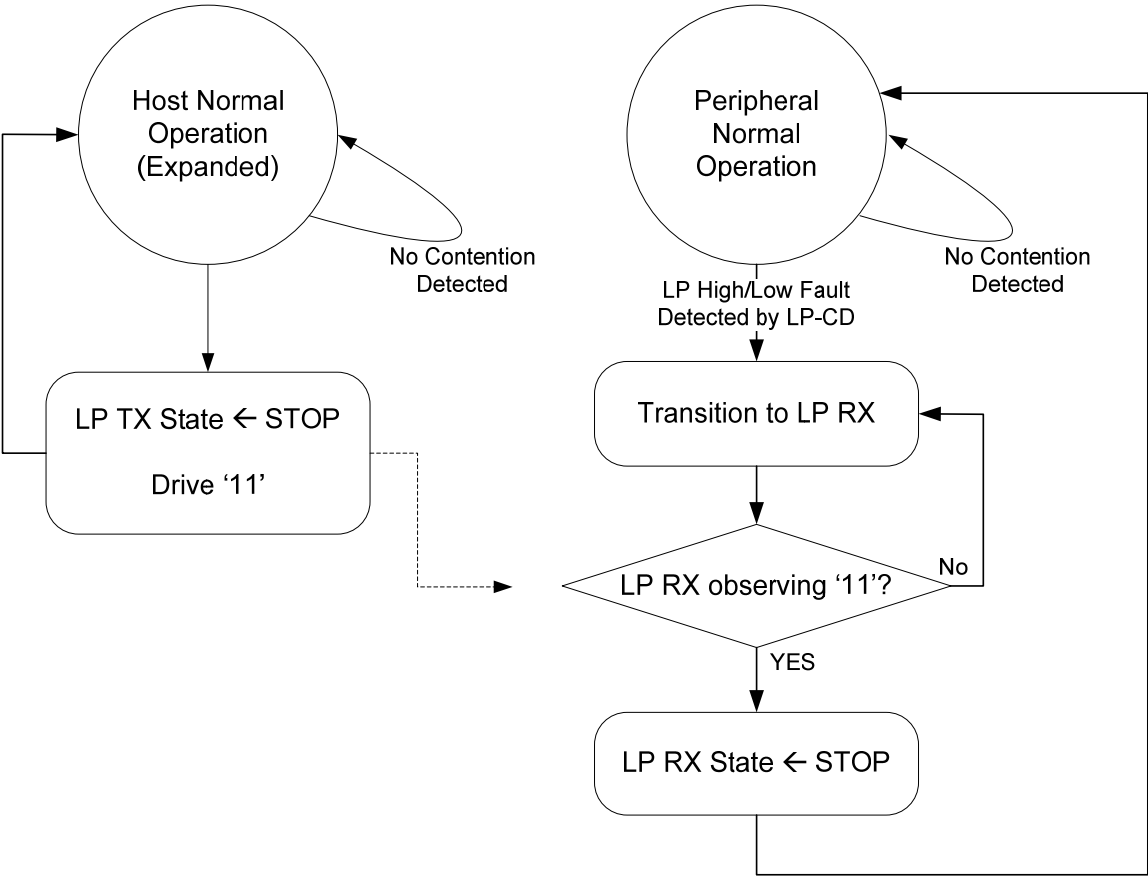 Host Normal
Operation
(Expanded)
No Contention
Detected
LP TX State ← STOP
Drive ‘11’
Peripheral
Normal
Operation
No Contention
Detected
LP High/Low Fault
Detected by LP-CD
Transition to LP RX
LP RX observing ‘11’?
No
YES
LP RX State ← STOP